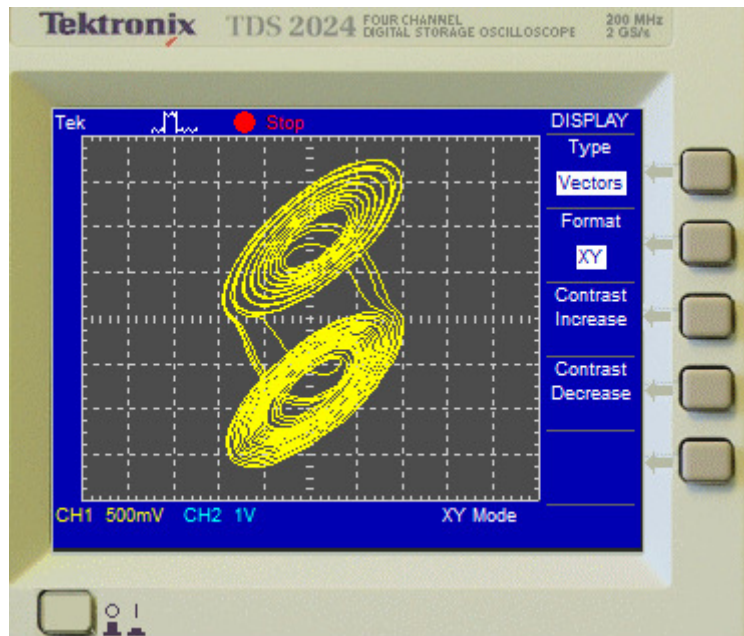 Tektronix TDS 2024 FOUR CHANNEL
DIGITAL STORAGE OSCILLOSCOPE
200 MHz
2 GS/s
Tek Stop DISPLAY
Type
Vectors
Format
XY
Contrast
Increase
Contrast
Decrease
CH1 500mV CH2 1V XY Mode